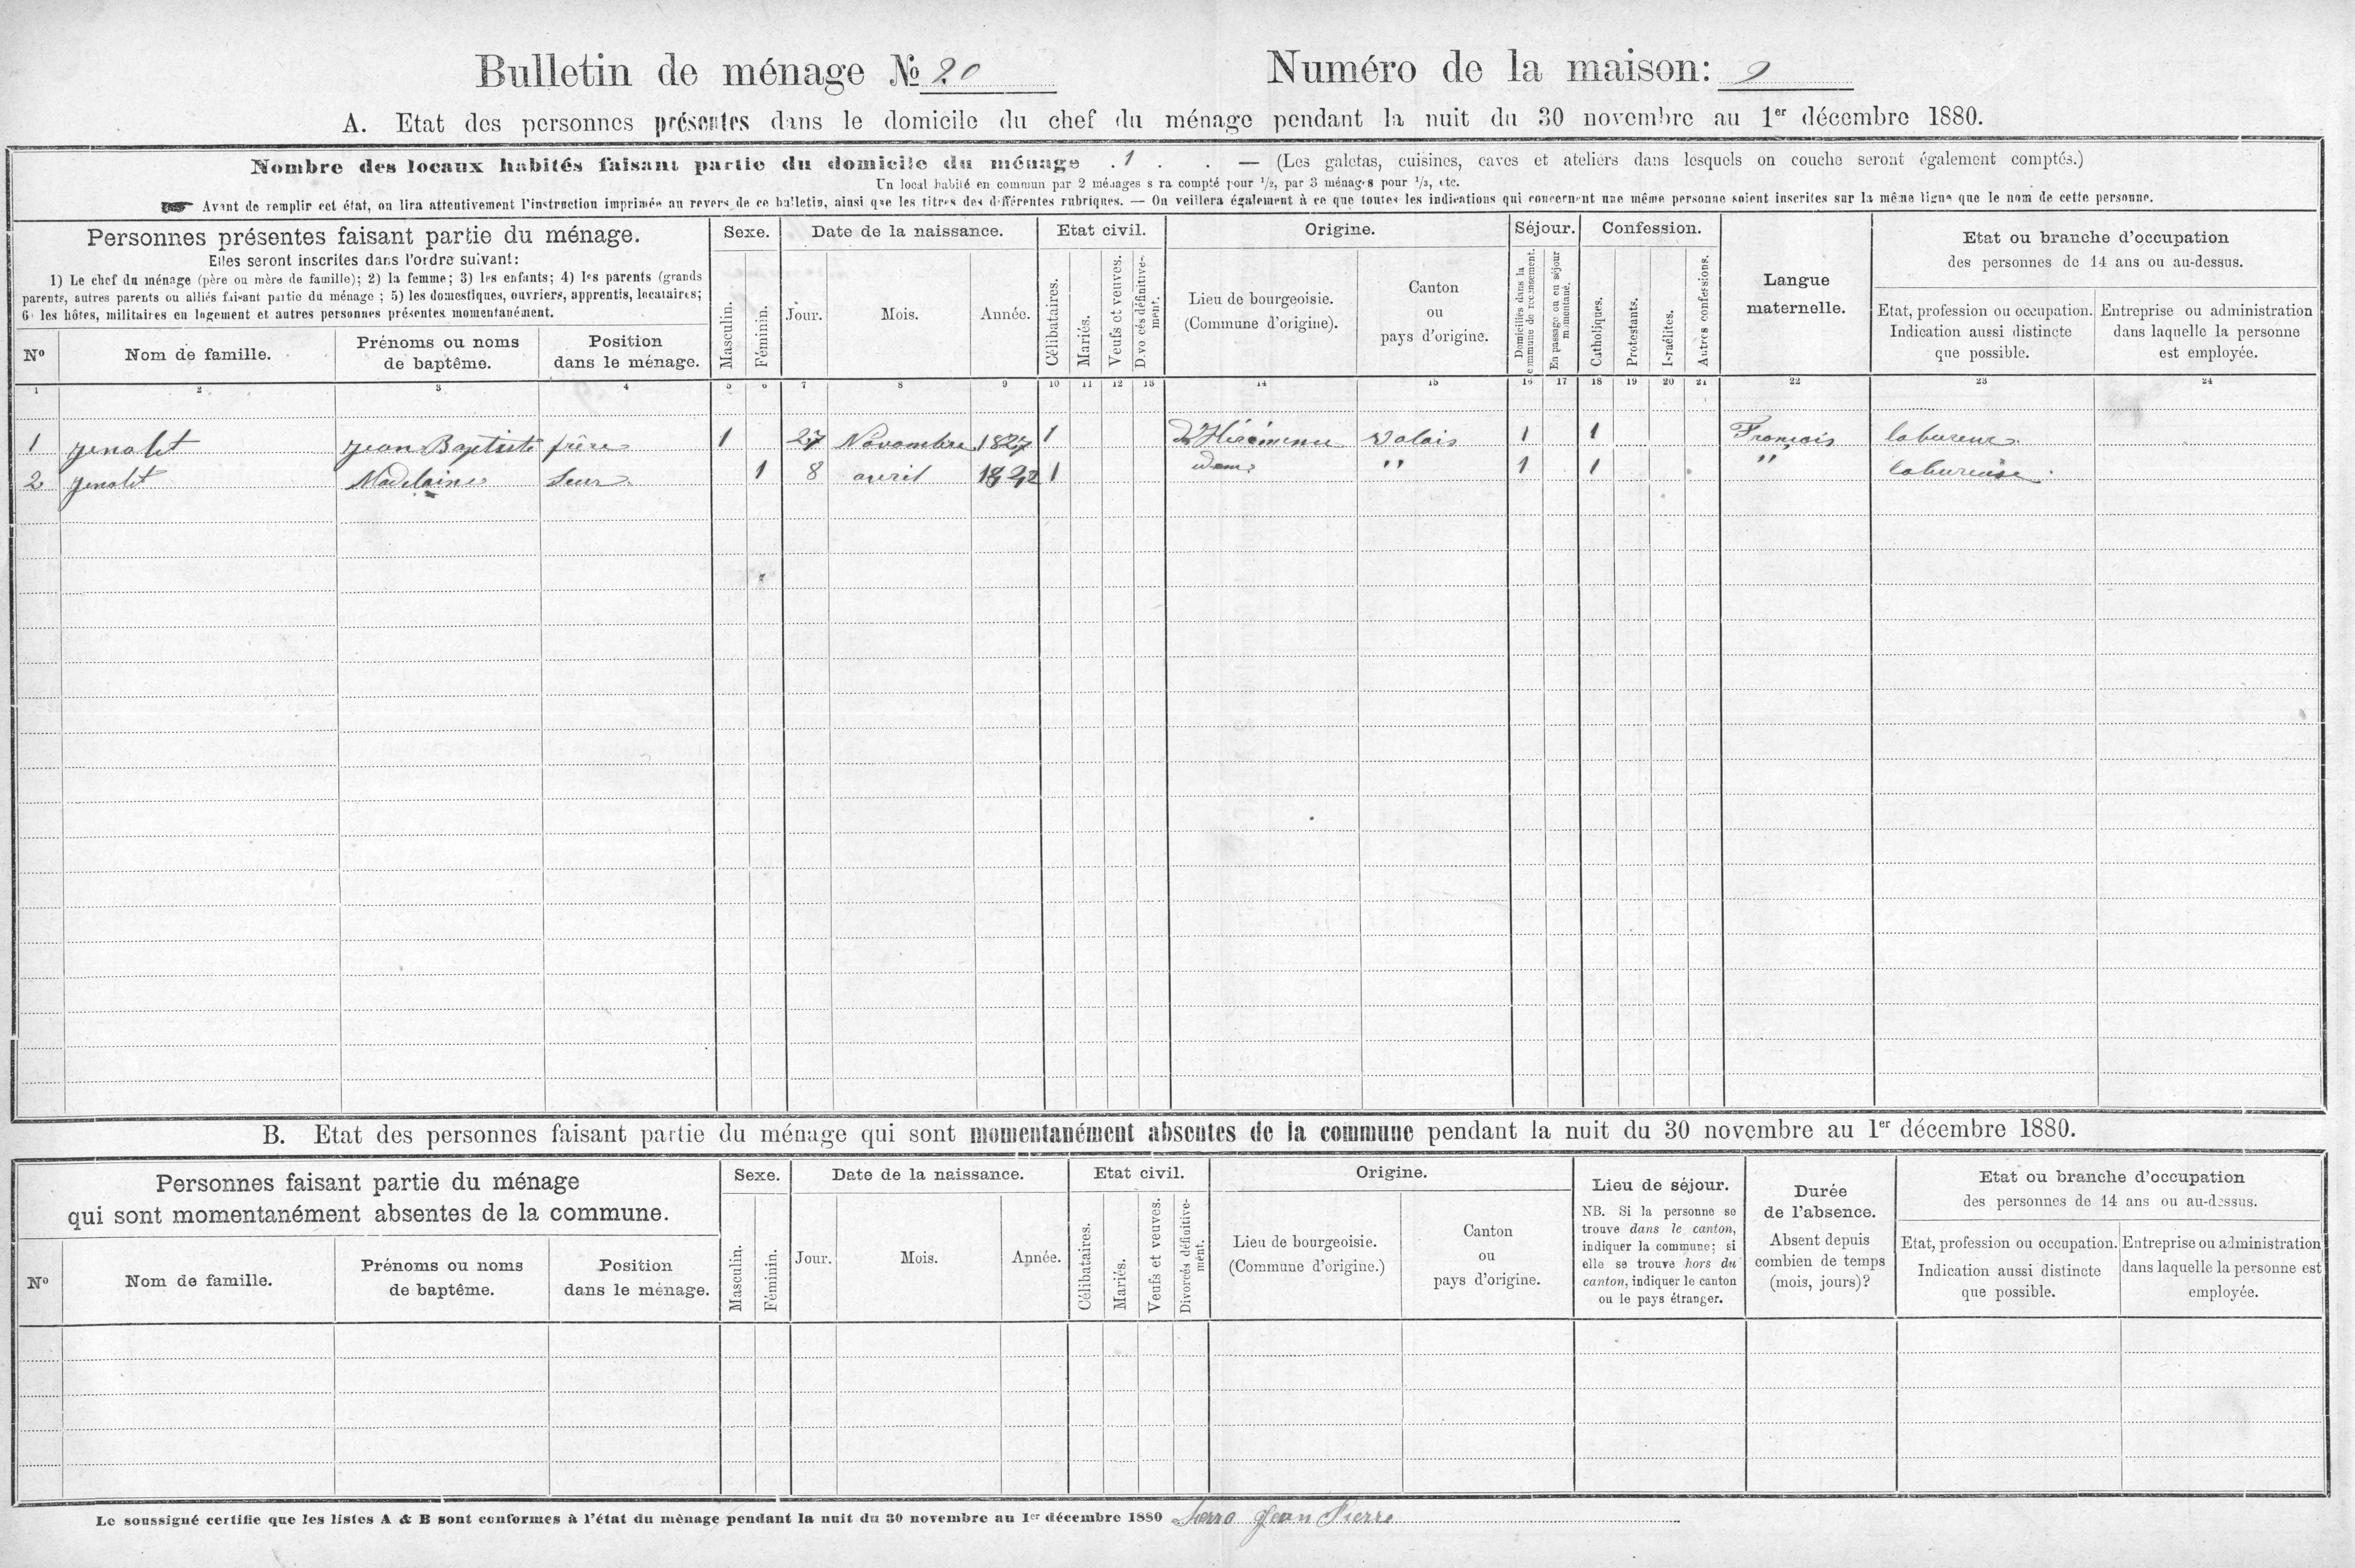 Bulletin de ménage № 20 Numéro de la maison: 9
A. Etat des personnes présentes dans le domicile du chef du ménage pendant la nuit du 30 novembre au 1er décembre 1880.
Nombre des locaux habités faisant partie du domicile du ménage . 1 . . — (Les galetas, cuisines, caves et ateliers dans lesquels on couche seront également comptés.)
Un local habité en commun par 2 ménages sera compté pour 1/2, par 3 ménages pour 1/3, etc.
Avant de remplir cet état, on lira attentivement l'instruction imprimée au revers de ce bulletin, ainsi que les titres des différentes rubriques. — On veillera également à ce que toutes les indications qui concernent une même personne soient inscrites sur la même ligne que le nom de cette personne.
Personnes présentes faisant partie du ménage.
Elles seront inscrites dans l'ordre suivant:
1) Le chef du ménage (père ou mère de famille); 2) la femme; 3) les enfants; 4) les parents (grands
parents, autres parents ou alliés faisant partie du ménage ; 5) les domestiques, ouvriers, apprentis, locataires;
6) les hôtes, militaires en logement et autres personnes présentes momentanément.
Nº
Nom de famille.
Prénoms ou noms
de baptême.
Position
dans le ménage.
Sexe.
Masculin.
Féminin.
Date de la naissance.
Jour.
Mois.
Année.
Etat civil.
Célibataires.
Mariés.
Veufs et veuves.
Divorcés définitive-
ment.
Origine.
Lieu de bourgeoisie.
(Commune d'origine).
Canton
ou
pays d'origine.
Séjour.
Domiciliés dans la
commune de recensement.
En passage ou en séjour
momentané.
Confession.
Catholiques.
Protestants.
Israélites.
Autres confessions.
Langue
maternelle.
Etat ou branche d'occupation
des personnes de 14 ans ou au-dessus.
Etat, profession ou occupation.
Indication aussi distincte
que possible.
Entreprise ou administration
dans laquelle la personne
est employée.
1 2 3 4 5 6 7 8 9 10 11 12 13 14 15 16 17 18 19 20 21 22 23 24
1 genolet jean Baptiste frère 1 27 Novembre 1827 1 D'Hérémence Valais 1 1 Français labureur
2 genolet Madelaine Seur 1 8 avril 1 idem " 1 1 " labureuse
B. Etat des personnes faisant partie du ménage qui sont momentanément absentes de la commune pendant la nuit du 30 novembre au 1er décembre 1880.
Personnes faisant partie du ménage
qui sont momentanément absentes de la commune.
Nº
Nom de famille.
Prénoms ou noms
de baptême.
Position
dans le ménage.
Sexe.
Masculin.
Féminin.
Date de la naissance.
Jour.
Mois.
Année.
Etat civil.
Célibataires.
Mariés.
Veufs et veuves.
Divorcés définitive-
ment.
Origine.
Lieu de bourgeoisie.
(Commune d'origine.)
Canton
ou
pays d'origine.
Lieu de séjour.
NB. Si la personne se
trouve dans le canton,
indiquer la commune; si
elle se trouve hors du
canton, indiquer le canton
ou le pays étranger.
Durée
de l'absence.
Absent depuis
combien de temps
(mois, jours)?
Etat ou branche d'occupation
des personnes de 14 ans ou au-dessus.
Etat, profession ou occupation.
Indication aussi distincte
que possible.
Entreprise ou administration
dans laquelle la personne est
employée.
Le soussigné certifie que les listes A & B sont conformes à l'état du ménage pendant la nuit du 30 novembre au 1er décembre 1880 Sierro Jean Pierre